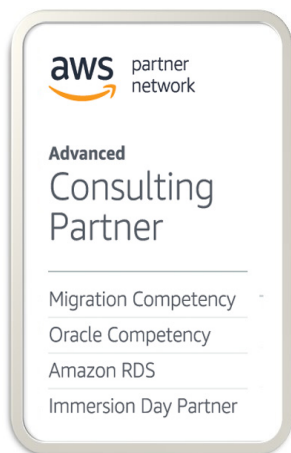 aws partner
network
Advanced
Consulting
Partner
Migration Competency
Oracle Competency
Amazon RDS
Immersion Day Partner